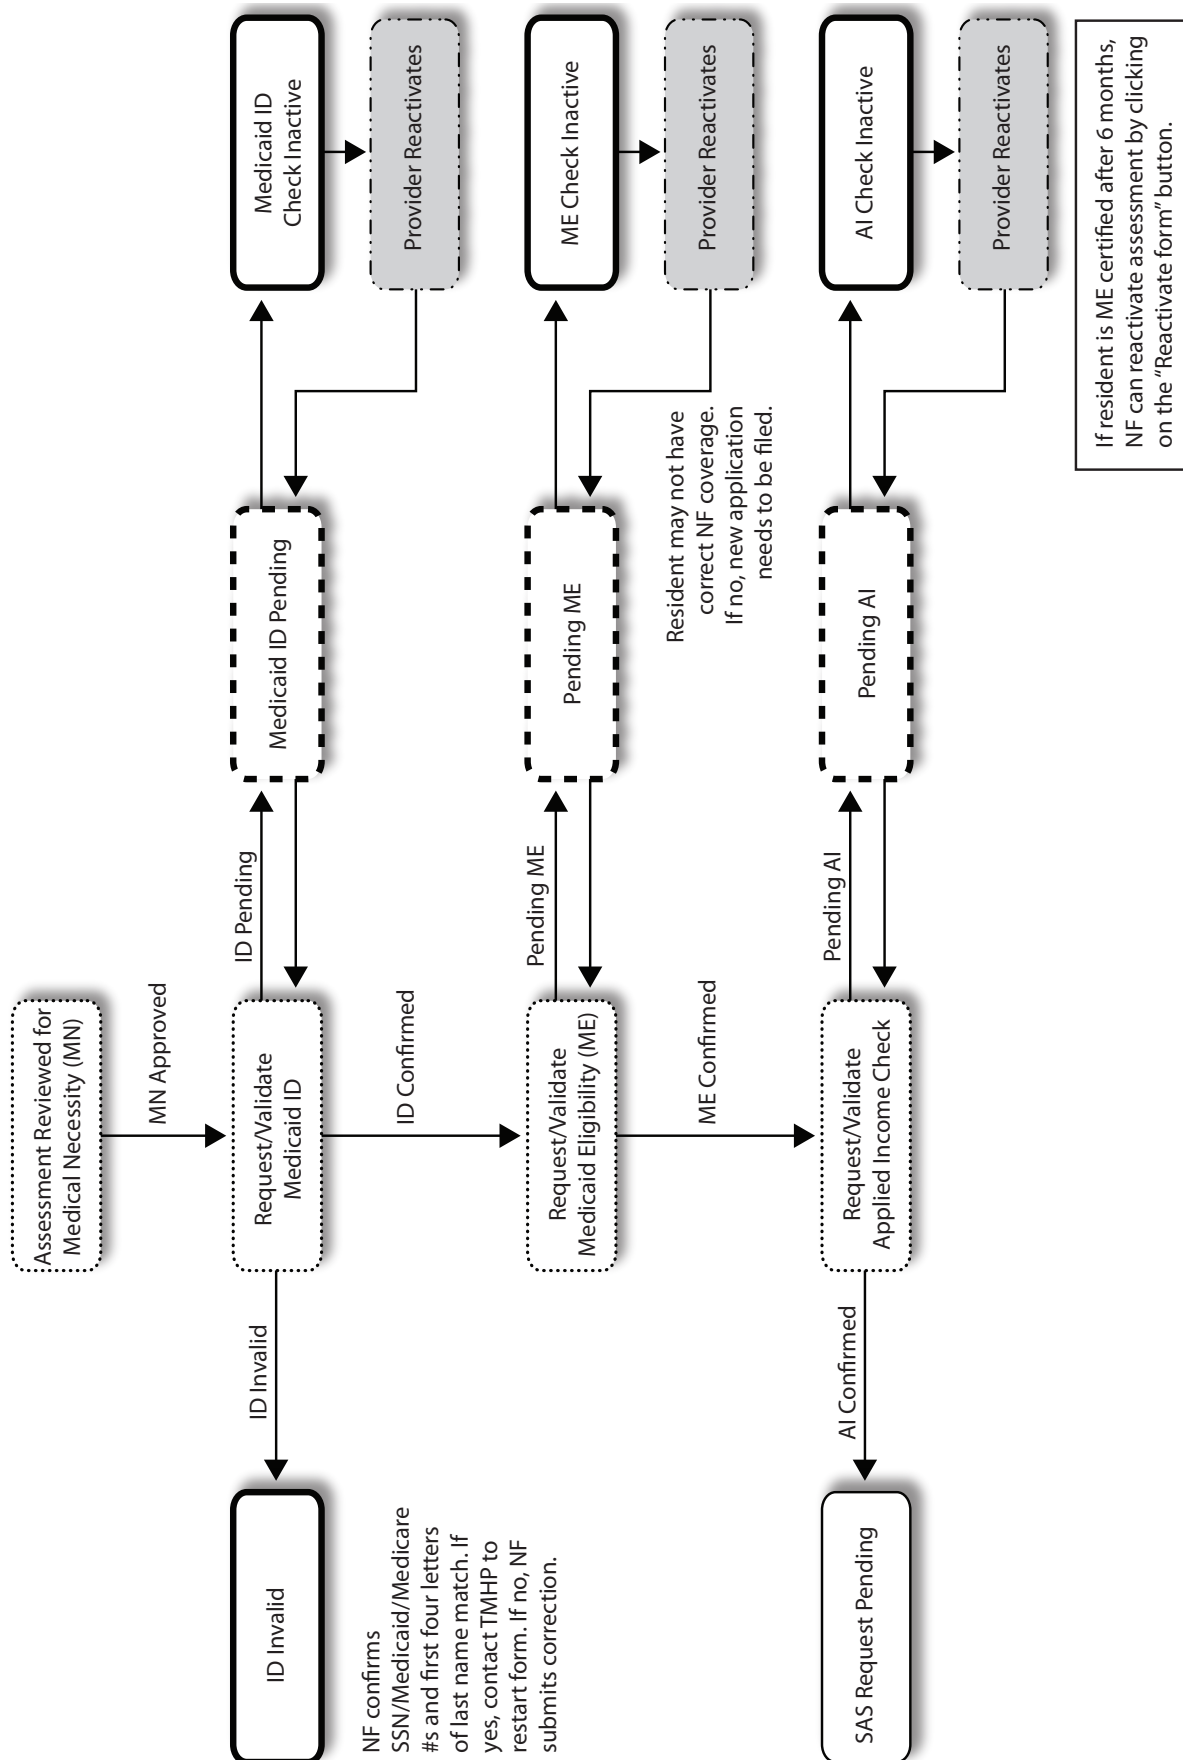 Assessment Reviewed for
Medical Necessity (MN)
MN Approved
ID Invalid
NF confirms
SSN/Medicaid/Medicare
#s and first four letters
of last name match. If
yes, contact TMHP to
restart form. If no, NF
submits correction.
ID Invalid
Request/Validate
Medicaid ID
ID Pending
Medicaid ID Pending
Medicaid ID
Check Inactive
Provider Reactivates
ID Confirmed
Request/Validate
Medicaid Eligibility (ME)
Pending ME
Pending ME
ME Check Inactive
Provider Reactivates
Resident may not have
correct NF coverage.
If no, new application
needs to be filed.
ME Confirmed
SAS Request Pending
AI Confirmed
Request/Validate
Applied Income Check
Pending AI
Pending AI
AI Check Inactive
Provider Reactivates
If resident is ME certified after 6 months,
NF can reactivate assessment by clicking
on the “Reactivate form” button.